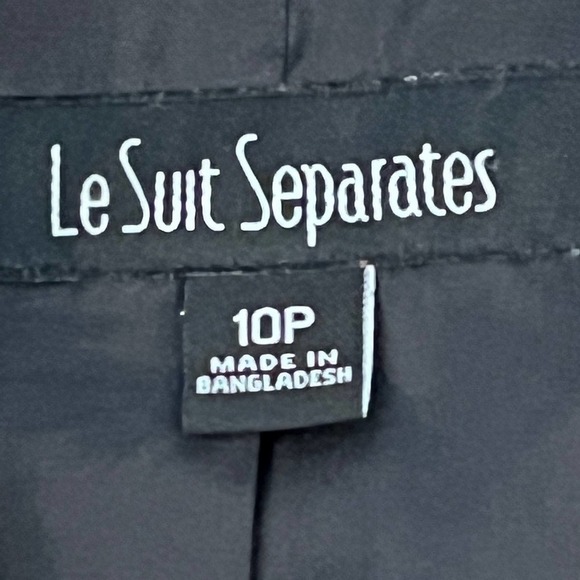 Le Suit Separates
10P
MADE IN
BANGLADESH